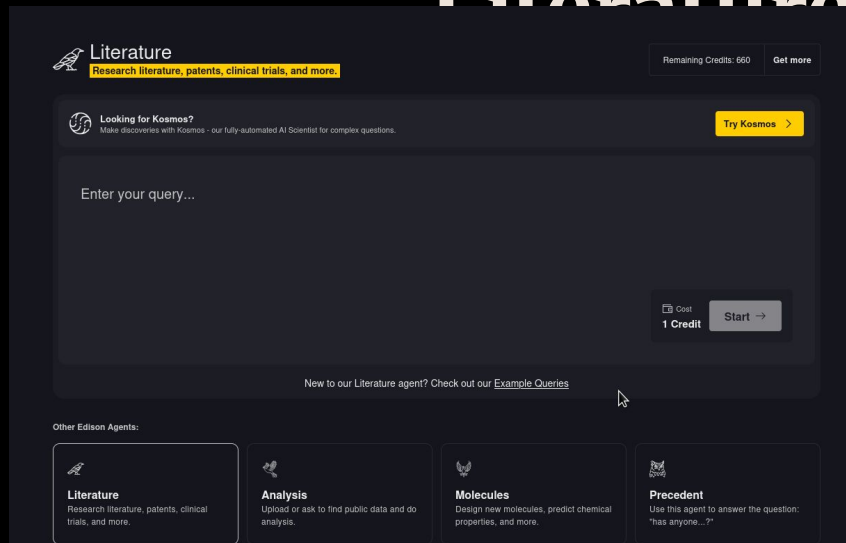 Literature
Literature
Research literature, patents, clinical trials, and more.
Remaining Credits: 660
Get more
Looking for Kosmos?
Make discoveries with Kosmos - our fully-automated AI Scientist for complex questions.
Try Kosmos
Enter your query...
Cost
1 Credit
Start →
New to our Literature agent? Check out our Example Queries
Other Edison Agents:
Literature
Research literature, patents, clinical
trials, and more.
Analysis
Upload or ask to find public data and do
analysis.
Molecules
Design new molecules, predict chemical
properties, and more.
Precedent
Use this agent to answer the question:
"has anyone...?"